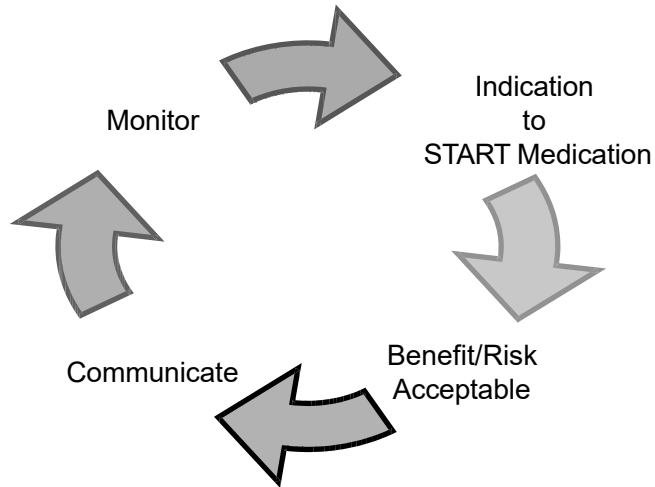 Monitor
Indication
to
START Medication
Benefit/Risk
Acceptable
Communicate